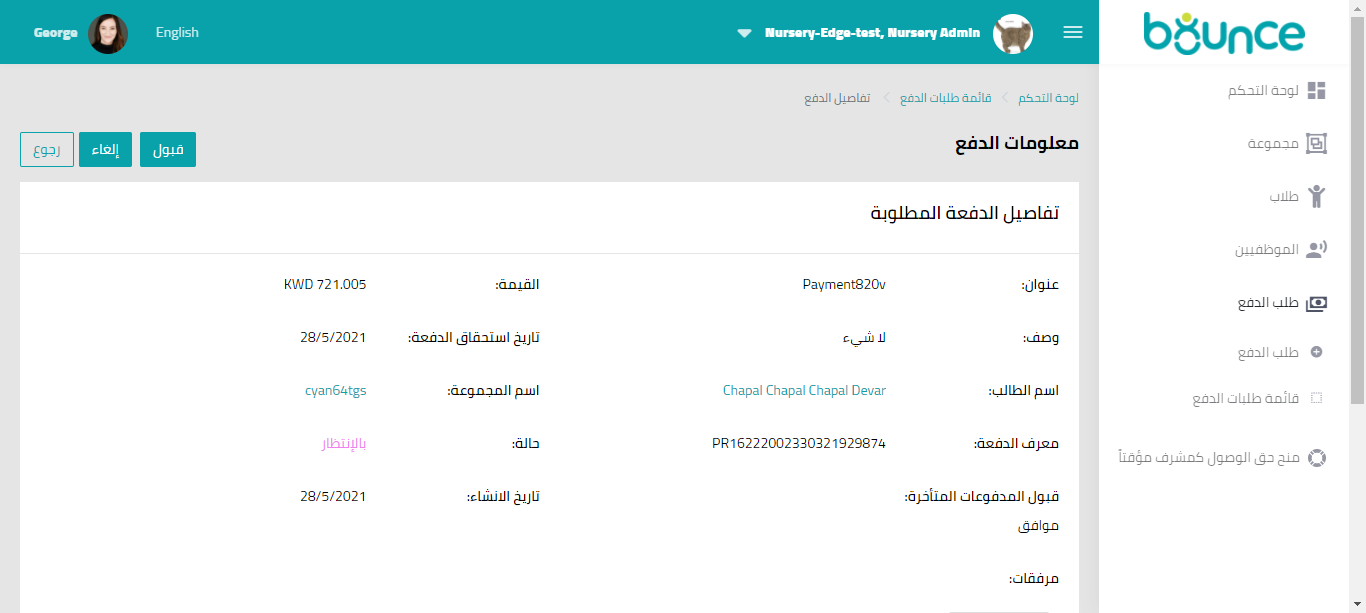 bounce
Nursery-Edge-test, Nursery Admin
English
George
لوحة التحكم
مجموعة
طلاب
الموظفيين
طلب الدفع
طلب الدفع
قائمة طلبات الدفع
منح حق الوصول كمشرف مؤقتاً
لوحة التحكم
قائمة طلبات الدفع
تفاصيل الدفع
معلومات الدفع
قبول
إلغاء
رجوع
تفاصيل الدفعة المطلوبة
عنوان: Payment820v
القيمة: KWD 721.005
وصف: لا شيء
تاريخ استحقاق الدفعة: 28/5/2021
اسم الطالب: Chapal Chapal Chapal Devar
اسم المجموعة: cyan64tgs
معرف الدفعة: PR16222002330321929874
حالة: بالإنتظار
قبول المدفوعات المتأخرة:
موافق
تاريخ الانشاء: 28/5/2021
مرفقات: